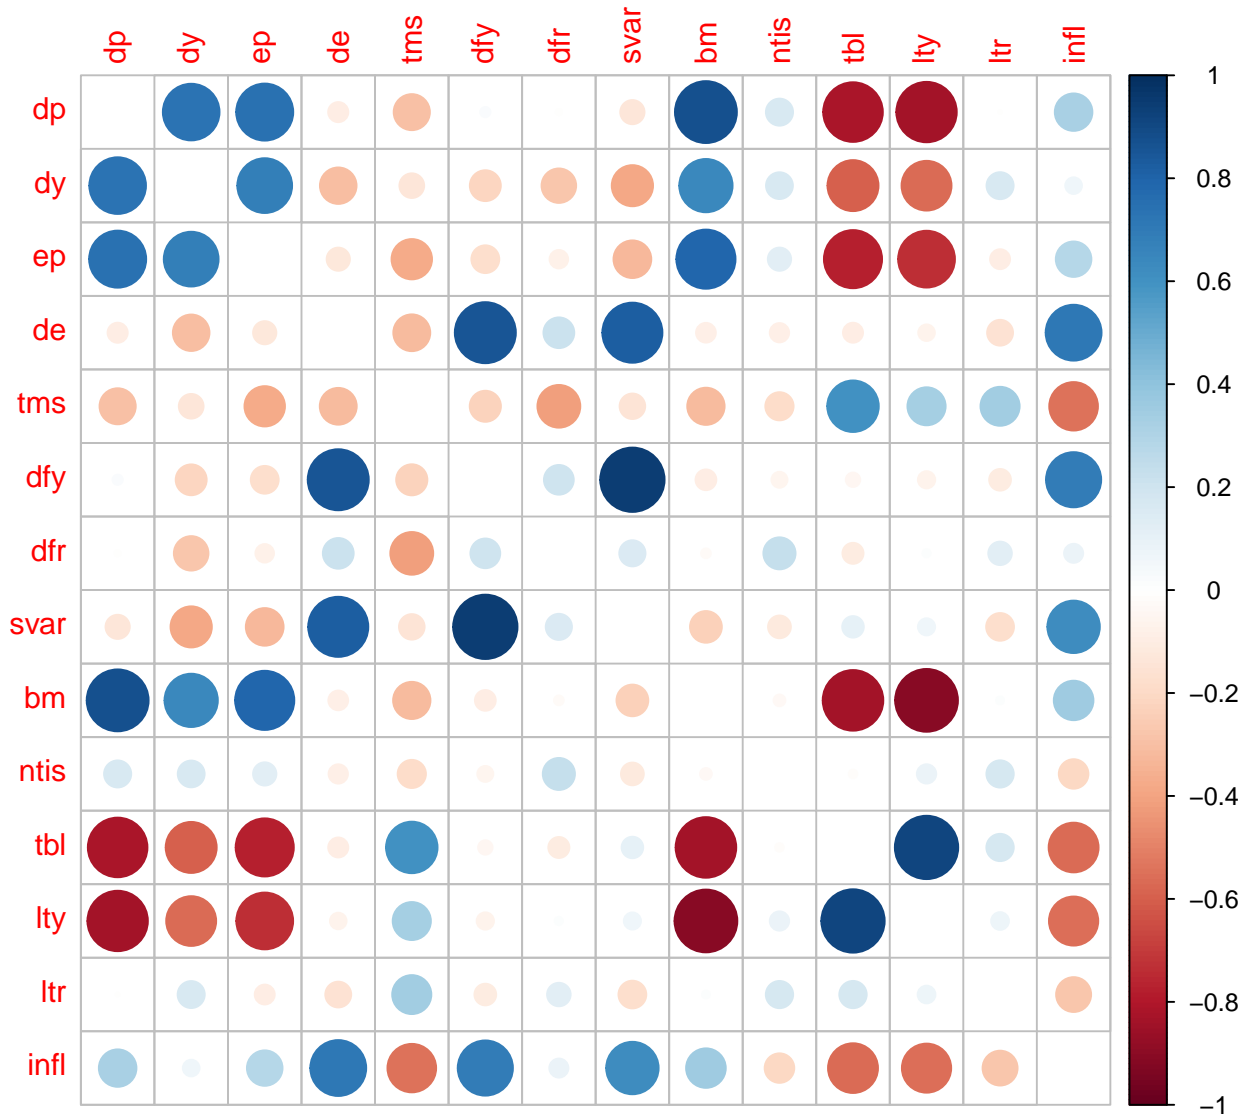 dp dy ep de tms dfy dfr svar bm ntis tbl lty ltr infl
dp
dy
ep
de
tms
dfy
dfr
svar
bm
ntis
tbl
lty
ltr
infl
1
0.8
0.6
0.4
0.2
0
−0.2
−0.4
−0.6
−0.8
−1